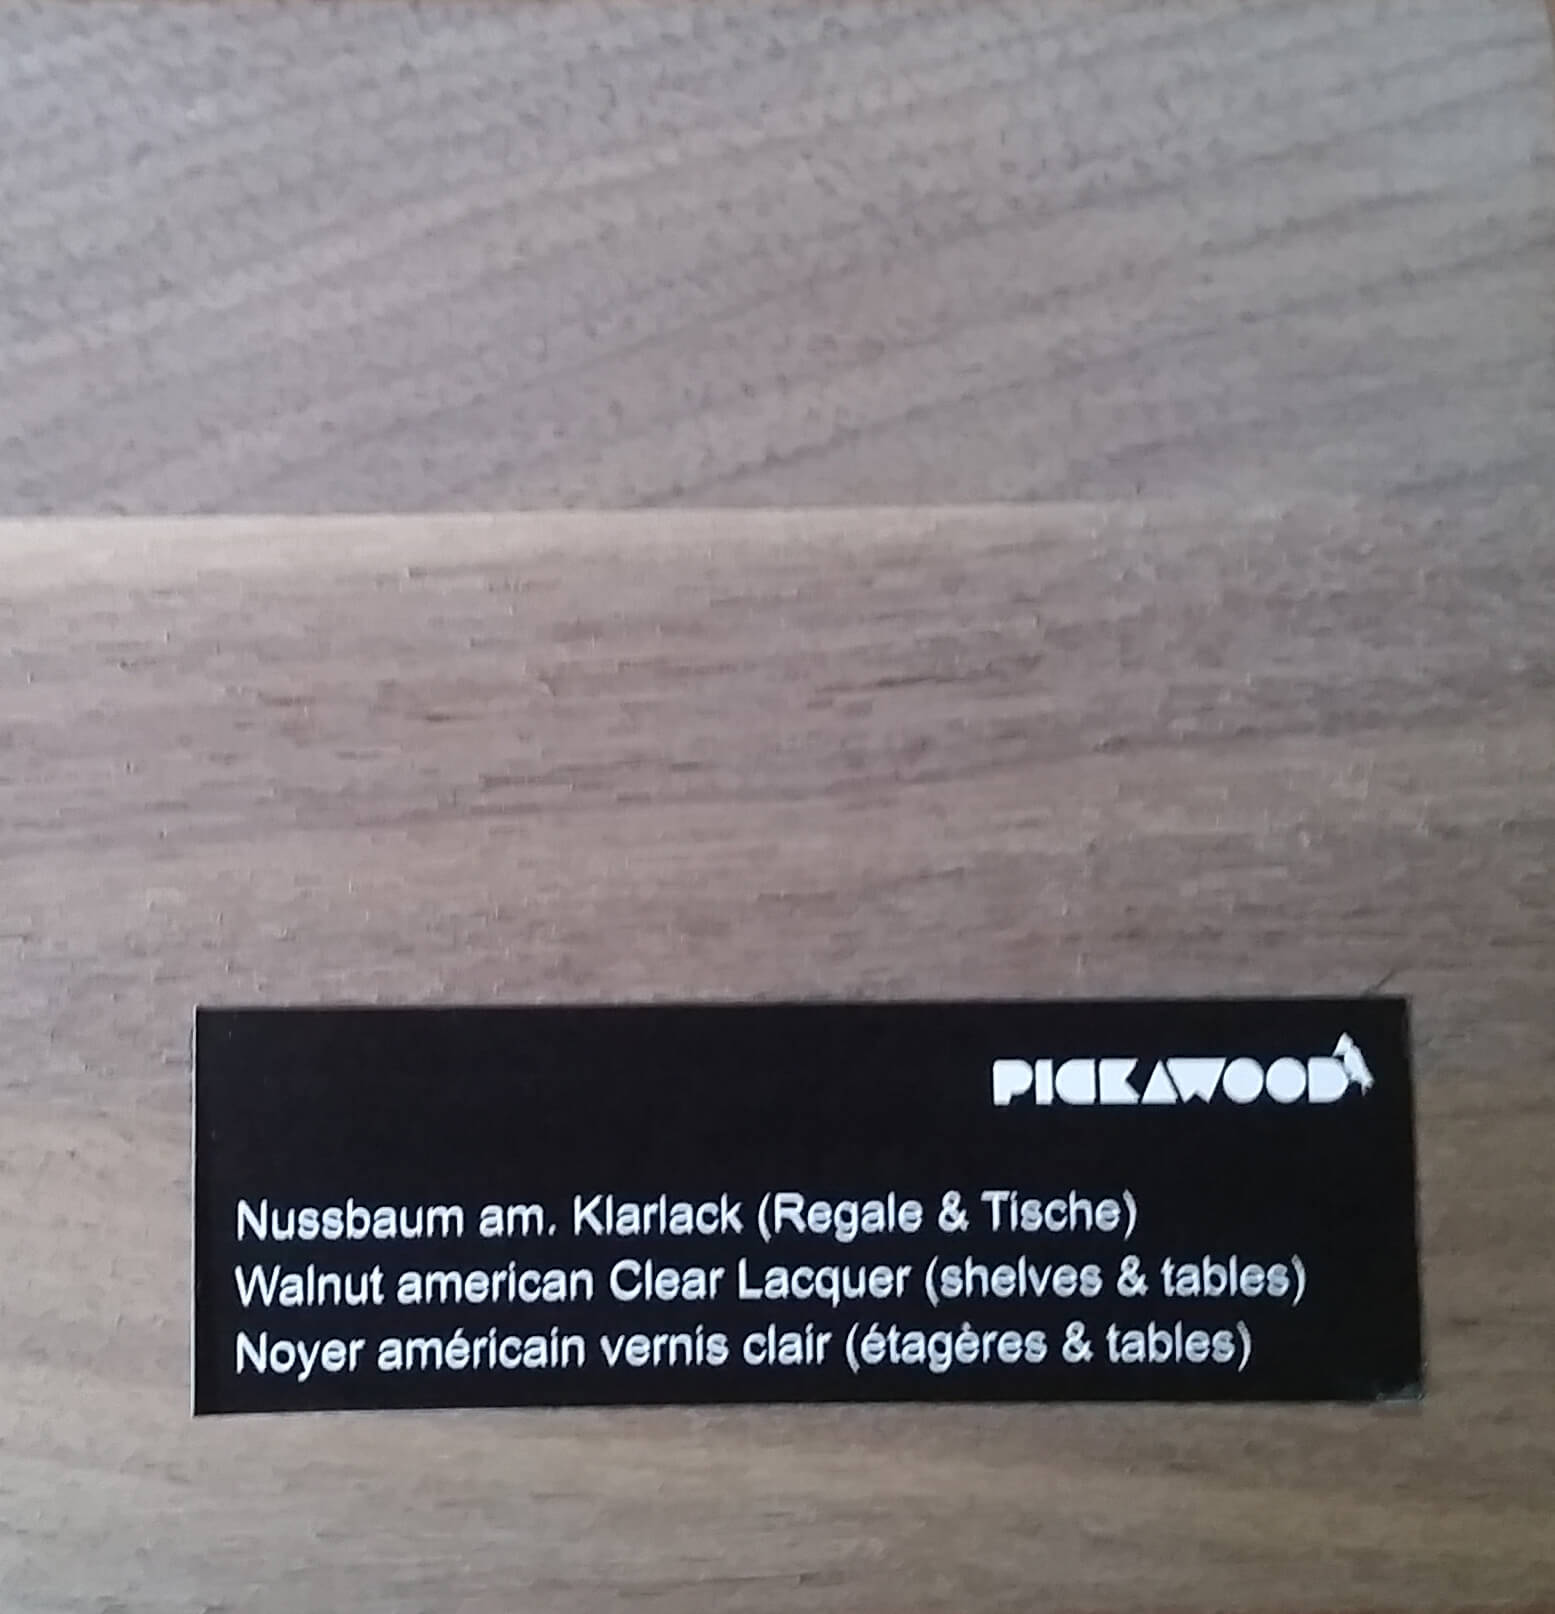 PICKAWOOD
Nussbaum am. Klarlack (Regale & Tische)
Walnut american Clear Lacquer (shelves & tables)
Noyer américain vernis clair (étagères & tables)